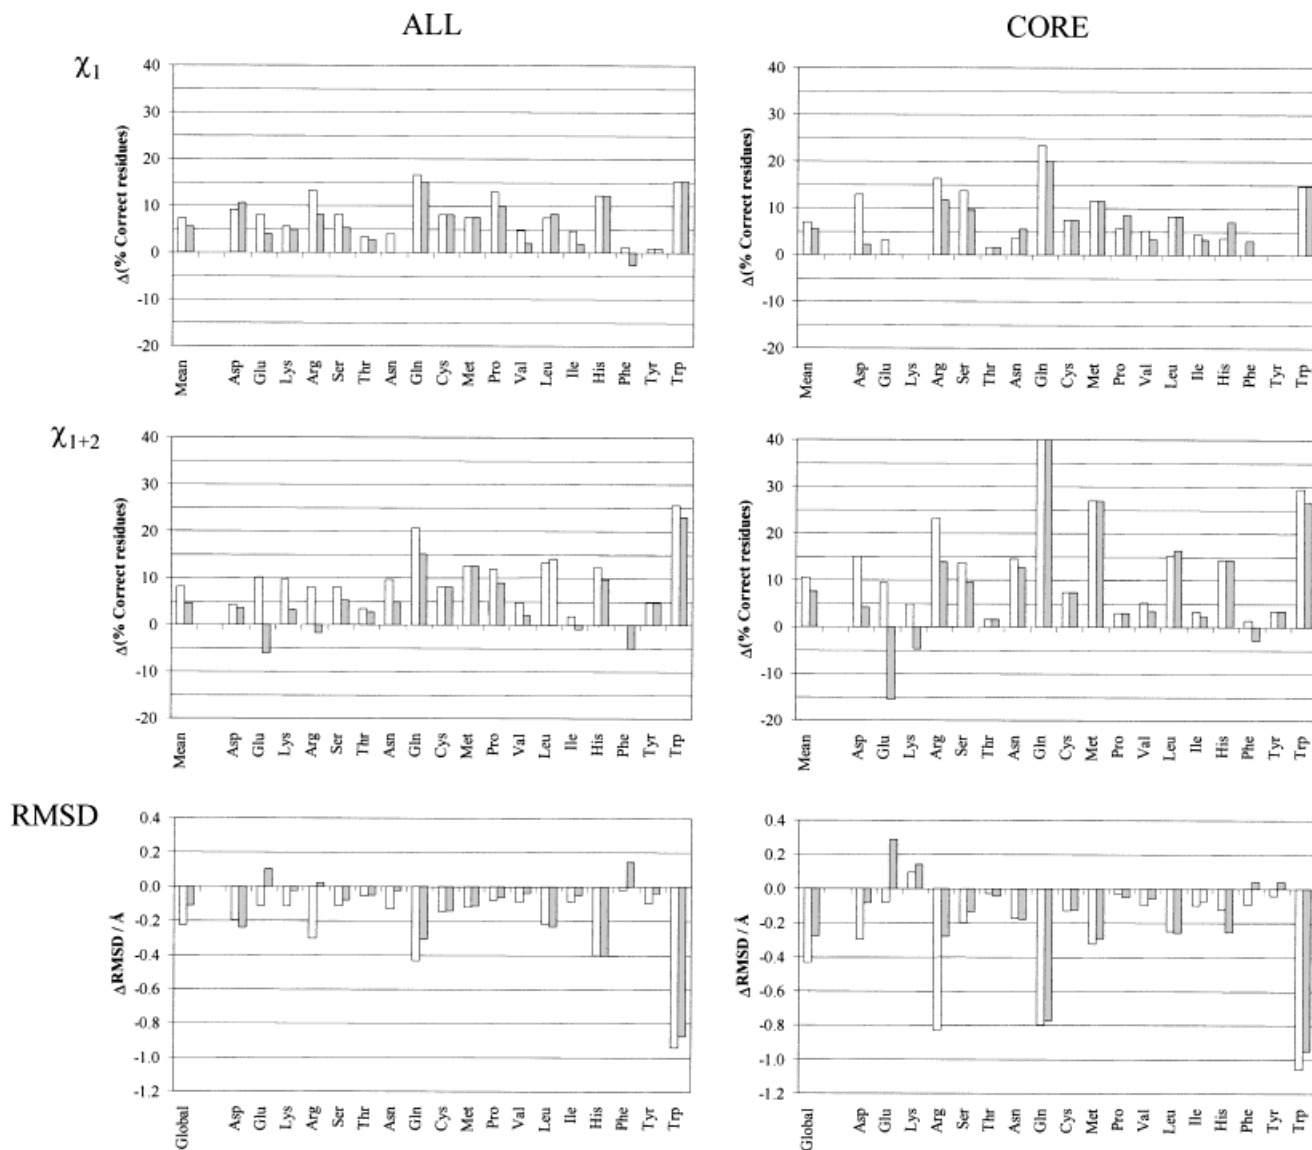 ALL
CORE
χ1
40
30
20
10
0
-10
-20
Δ(% Correct residues)
Mean Asp Glu Lys Arg Ser Thr Asn Gln Cys Met Pro Val Leu Ile His Phe Tyr Trp
40
30
20
10
0
-10
-20
Δ(% Correct residues)
Mean Asp Glu Lys Arg Ser Thr Asn Gln Cys Met Pro Val Leu Ile His Phe Tyr Trp
χ1+2
40
30
20
10
0
-10
-20
Δ(% Correct residues)
Mean Asp Glu Lys Arg Ser Thr Asn Gln Cys Met Pro Val Leu Ile His Phe Tyr Trp
40
30
20
10
0
-10
-20
Δ(% Correct residues)
Mean Asp Glu Lys Arg Ser Thr Asn Gln Cys Met Pro Val Leu Ile His Phe Tyr Trp
RMSD
0.4
0.2
0.0
-0.2
-0.4
-0.6
-0.8
-1.0
-1.2
ΔRMSD / Å
Global Asp Glu Lys Arg Ser Thr Asn Gln Cys Met Pro Val Leu Ile His Phe Tyr Trp
0.4
0.2
0.0
-0.2
-0.4
-0.6
-0.8
-1.0
-1.2
ΔRMSD / Å
Global Asp Glu Lys Arg Ser Thr Asn Gln Cys Met Pro Val Leu Ile His Phe Tyr Trp